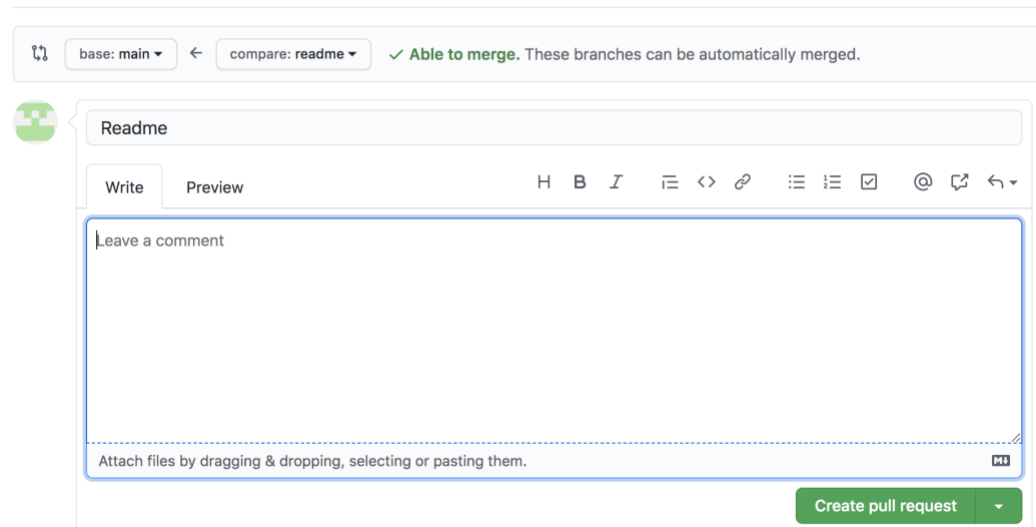 base: main compare: readme Able to merge. These branches can be automatically merged.
Readme
Write Preview H B I @
Leave a comment
Attach files by dragging & dropping, selecting or pasting them.
M
Create pull request